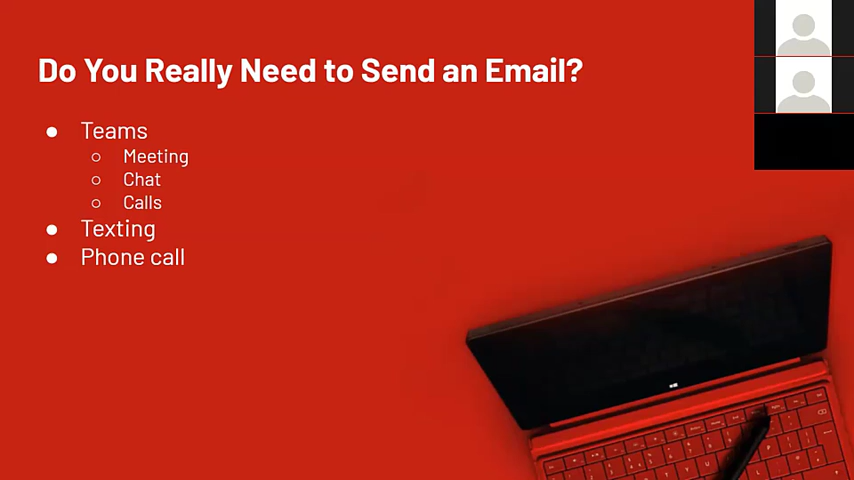 Do You Really Need to Send an Email?
● Teams
○ Meeting
○ Chat
○ Calls
● Texting
● Phone call